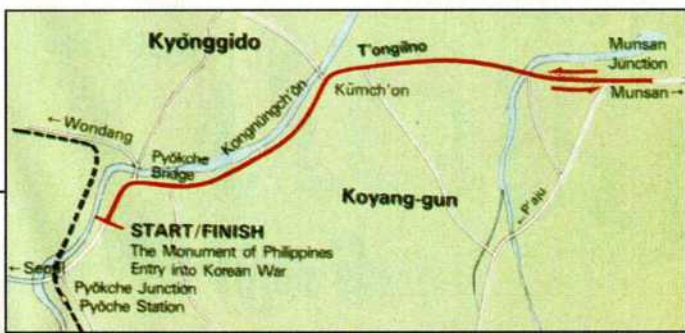 Kyŏnggido
T'ongilno
Munsan
Junction
Munsan→
Kongnŭngch'ŏn
Kŭmch'on
←Wondang
Pyŏkche
Bridge
Koyang-gun
←P'aju
START/FINISH
The Monument of Philippines
Entry into Korean War
←Seoul
Pyŏkche Junction
Pyŏche Station